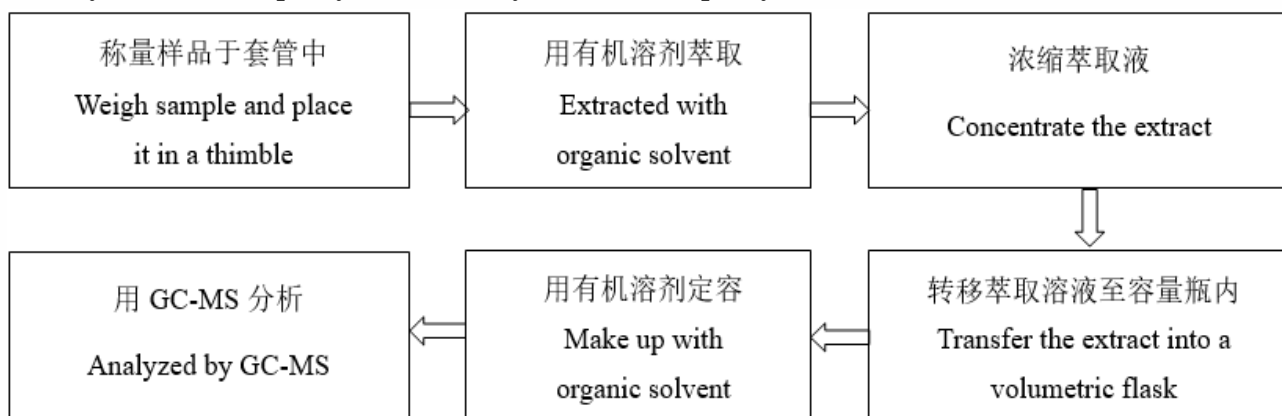 称量样品于套管中
Weigh sample and place
it in a thimble
用有机溶剂萃取
Extracted with
organic solvent
浓缩萃取液
Concentrate the extract
转移萃取溶液至容量瓶内
Transfer the extract into a
volumetric flask
用有机溶剂定容
Make up with
organic solvent
用 GC-MS 分析
Analyzed by GC-MS